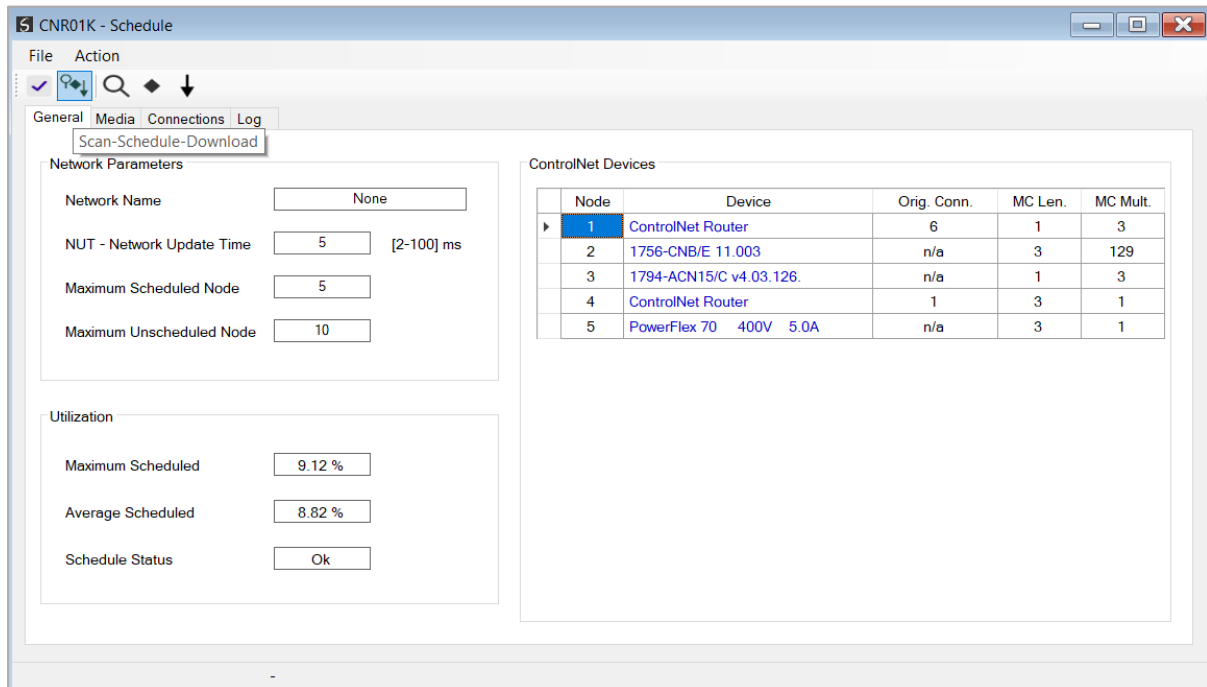 CNR01K - Schedule
File Action
General Media Connections Log
Scan-Schedule-Download
Network Parameters
Network Name None
NUT - Network Update Time 5 [2-100] ms
Maximum Scheduled Node 5
Maximum Unscheduled Node 10
Utilization
Maximum Scheduled 9.12 %
Average Scheduled 8.82 %
Schedule Status Ok
ControlNet Devices
Node Device Orig. Conn. MC Len. MC Mult.
1 ControlNet Router 6 1 3
2 1756-CNB/E 11.003 n/a 3 129
3 1794-ACN15/C v4.03.126. n/a 1 3
4 ControlNet Router 1 3 1
5 PowerFlex 70 400V 5.0A n/a 3 1
-